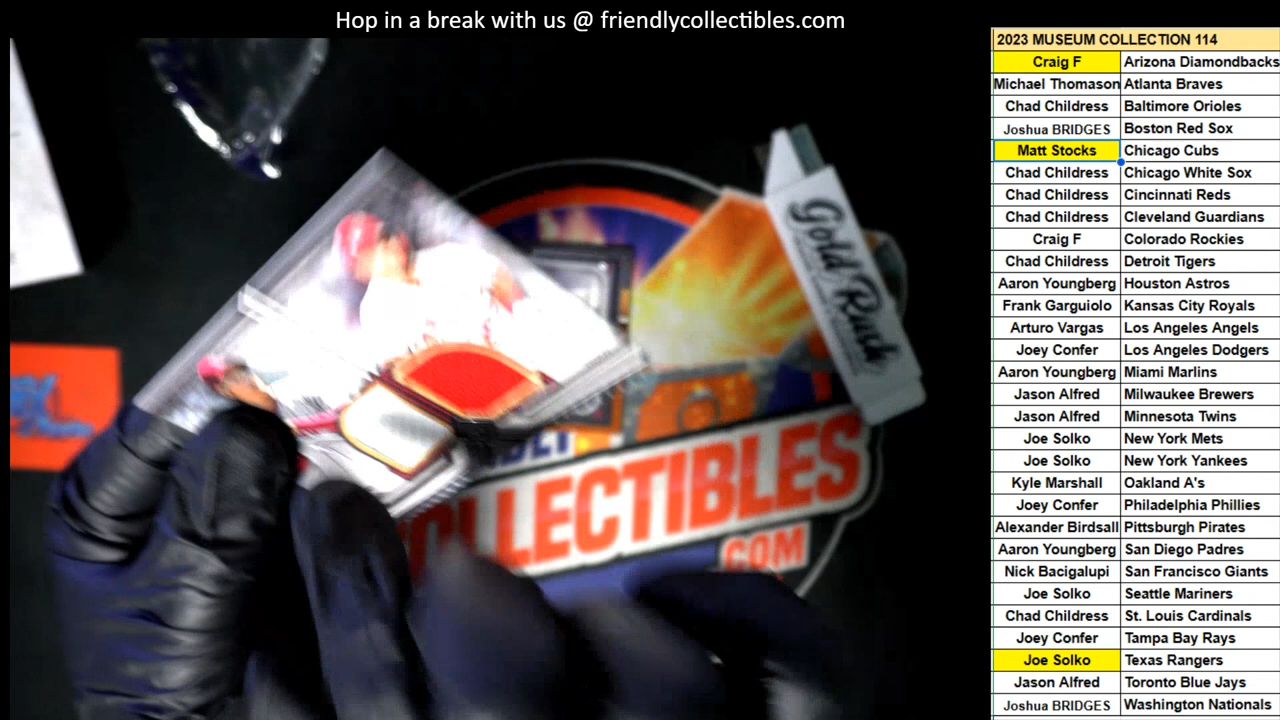 Hop in a break with us @ friendlycollectibles.com
2023 MUSEUM COLLECTION 114
Craig F Arizona Diamondbacks
Michael Thomason Atlanta Braves
Chad Childress Baltimore Orioles
Joshua BRIDGES Boston Red Sox
Matt Stocks Chicago Cubs
Chad Childress Chicago White Sox
Chad Childress Cincinnati Reds
Chad Childress Cleveland Guardians
Craig F Colorado Rockies
Chad Childress Detroit Tigers
Aaron Youngberg Houston Astros
Frank Garguiolo Kansas City Royals
Arturo Vargas Los Angeles Angels
Joey Confer Los Angeles Dodgers
Aaron Youngberg Miami Marlins
Jason Alfred Milwaukee Brewers
Jason Alfred Minnesota Twins
Joe Solko New York Mets
Joe Solko New York Yankees
Kyle Marshall Oakland A's
Joey Confer Philadelphia Phillies
Alexander Birdsall Pittsburgh Pirates
Aaron Youngberg San Diego Padres
Nick Bacigalupi San Francisco Giants
Joe Solko Seattle Mariners
Chad Childress St. Louis Cardinals
Joey Confer Tampa Bay Rays
Joe Solko Texas Rangers
Jason Alfred Toronto Blue Jays
Joshua BRIDGES Washington Nationals
Gold Rush
COLLECTIBLES
.COM